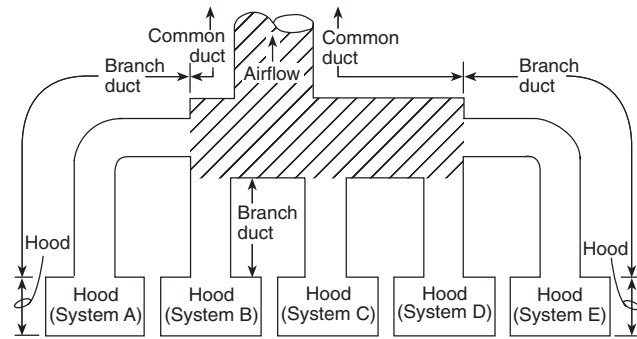 Common
duct
Common
duct
Branch
duct
Airflow
Branch
duct
Branch
duct
Hood
Hood
Hood
(System A)
Hood
(System B)
Hood
(System C)
Hood
(System D)
Hood
(System E)